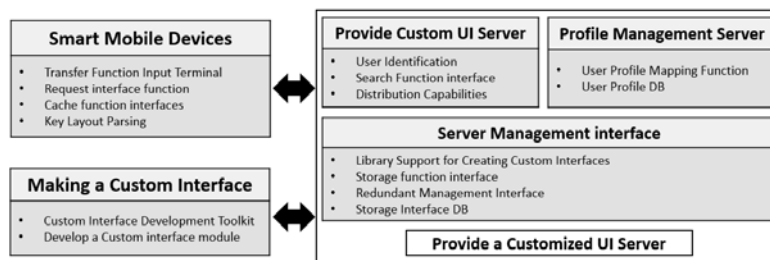 Smart Mobile Devices
• Transfer Function Input Terminal
• Request interface function
• Cache function interfaces
• Key Layout Parsing
Making a Custom Interface
• Custom Interface Development Toolkit
• Develop a Custom interface module
Provide Custom UI Server
• User Identification
• Search Function interface
• Distribution Capabilities
Profile Management Server
• User Profile Mapping Function
• User Profile DB
Server Management interface
• Library Support for Creating Custom Interfaces
• Storage function interface
• Redundant Management Interface
• Storage Interface DB
Provide a Customized UI Server